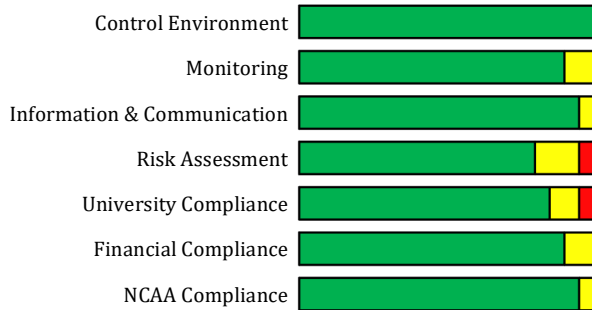 Control Environment
Monitoring
Information & Communication
Risk Assessment
University Compliance
Financial Compliance
NCAA Compliance